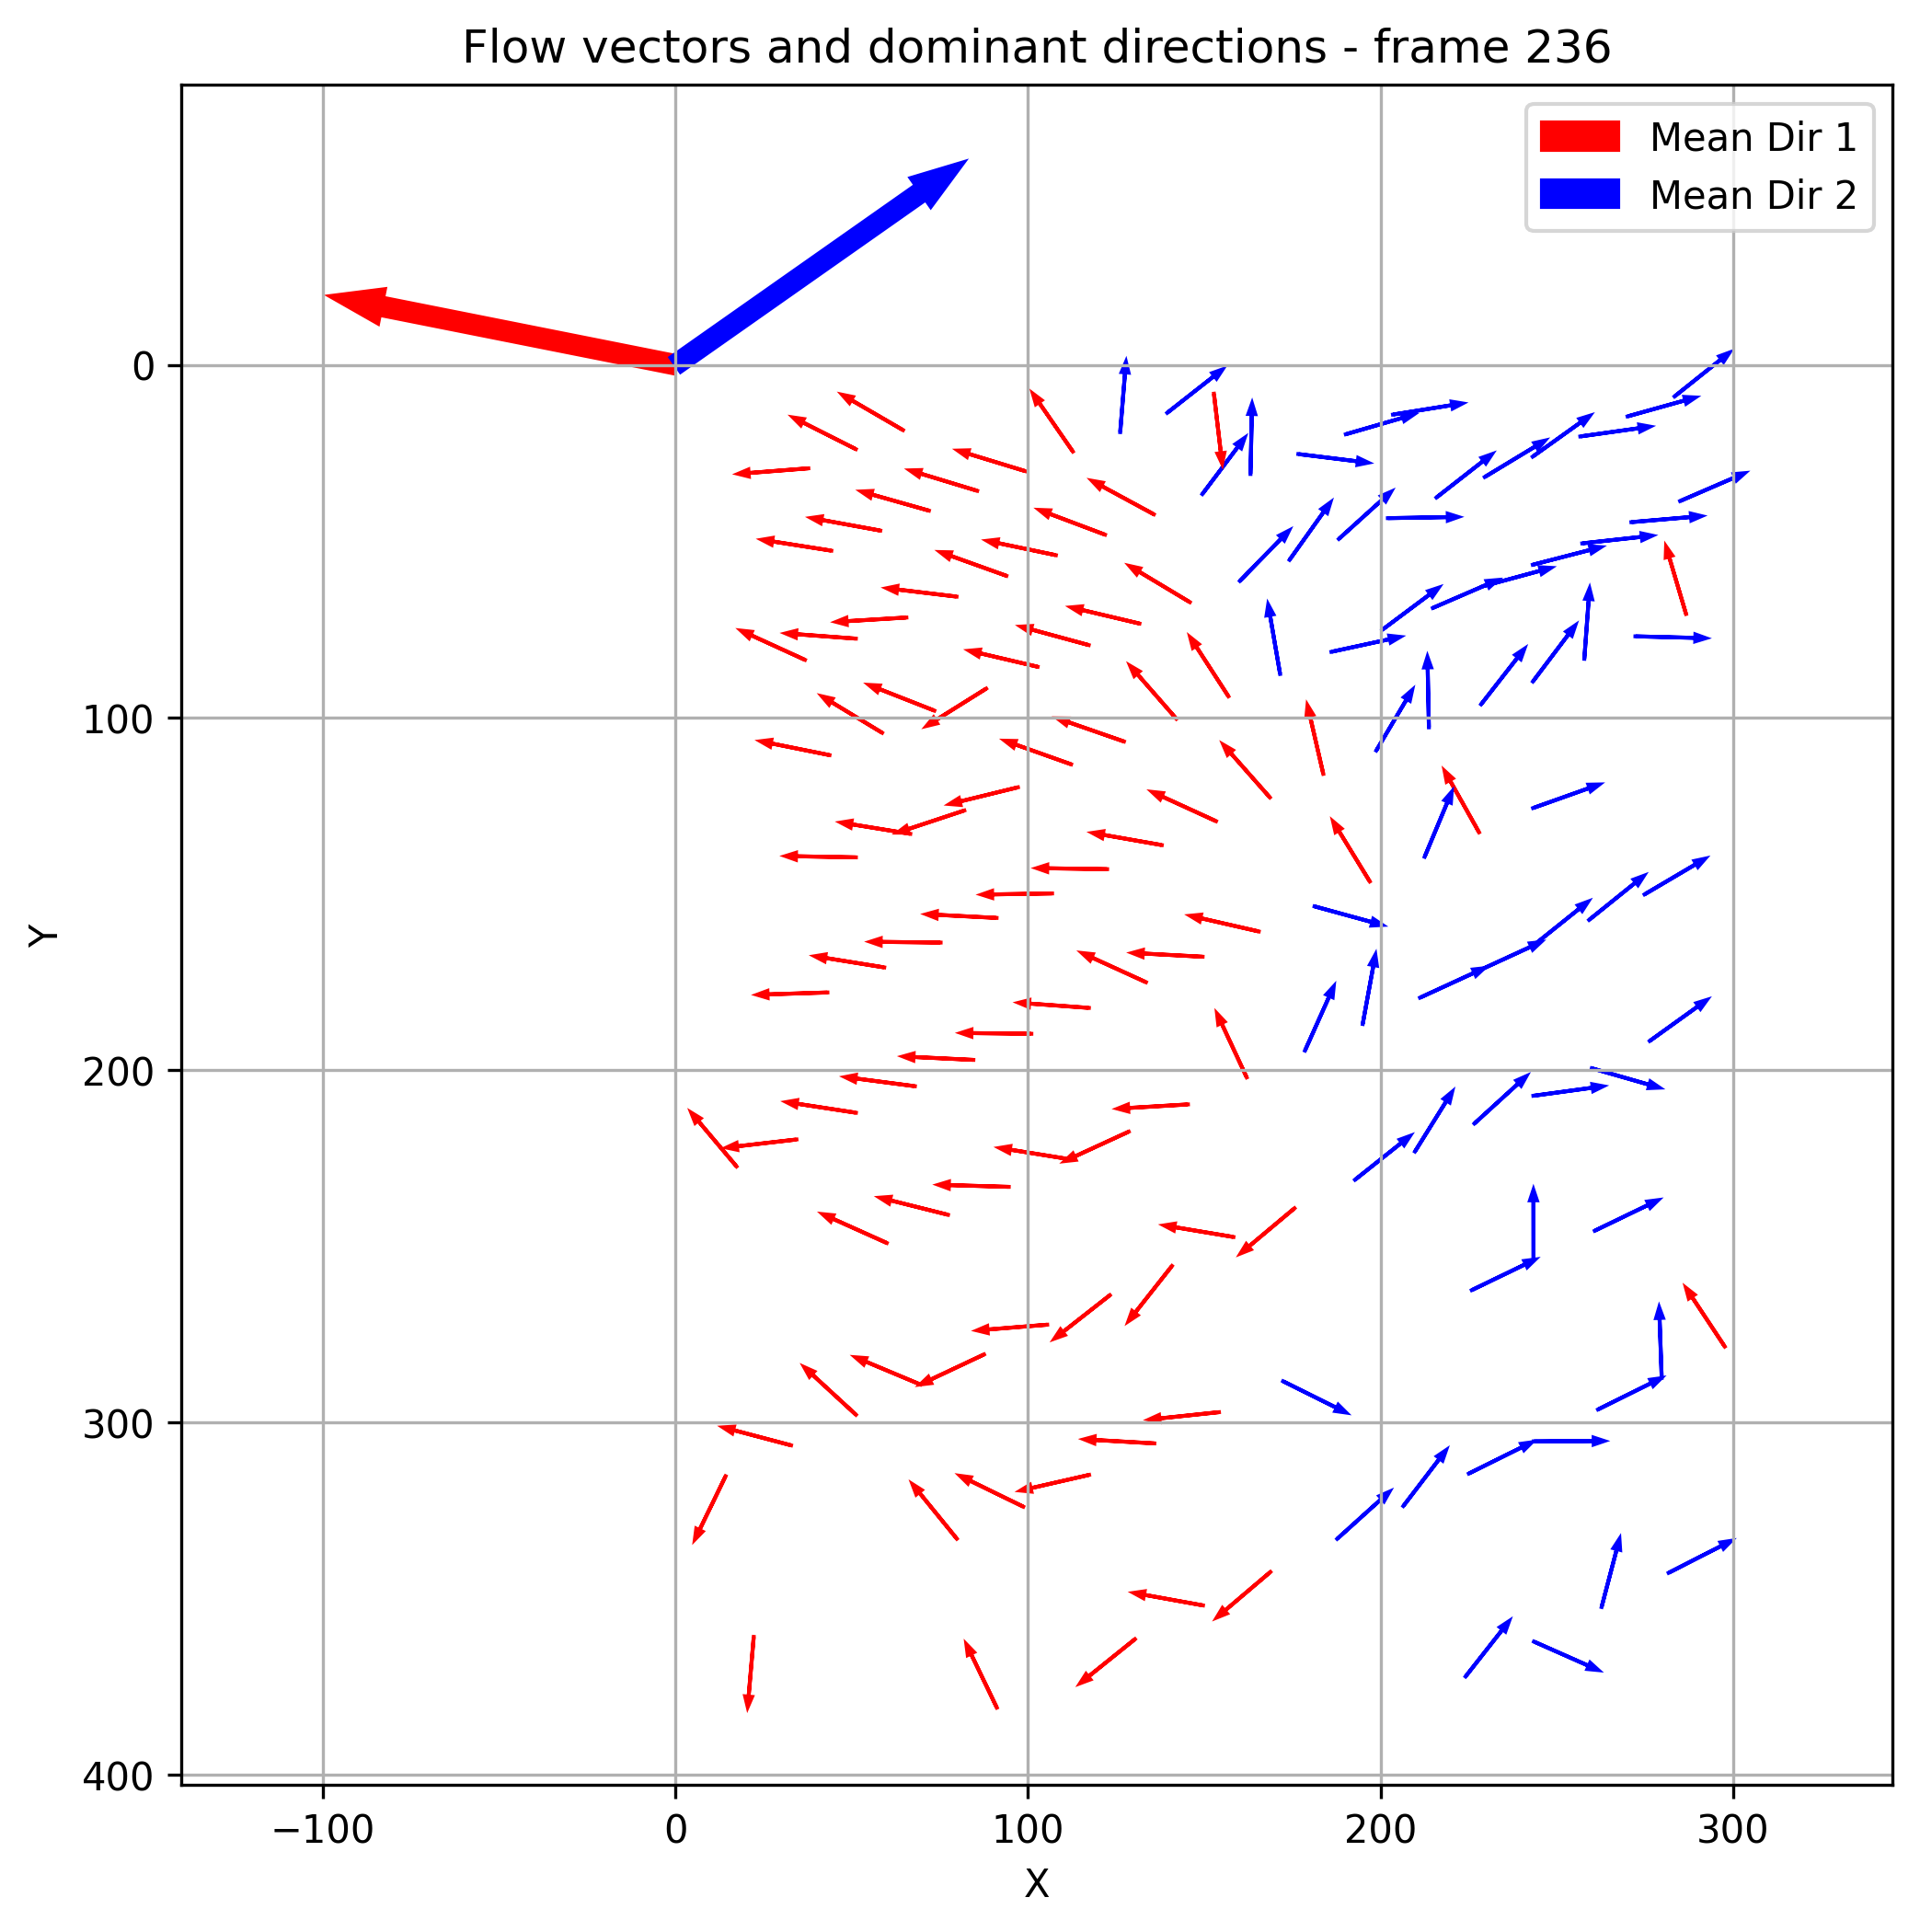 Flow vectors and dominant directions - frame 236
Mean Dir 1
Mean Dir 2
0
100
200
300
400
Y
−100
0
100
200
300
X